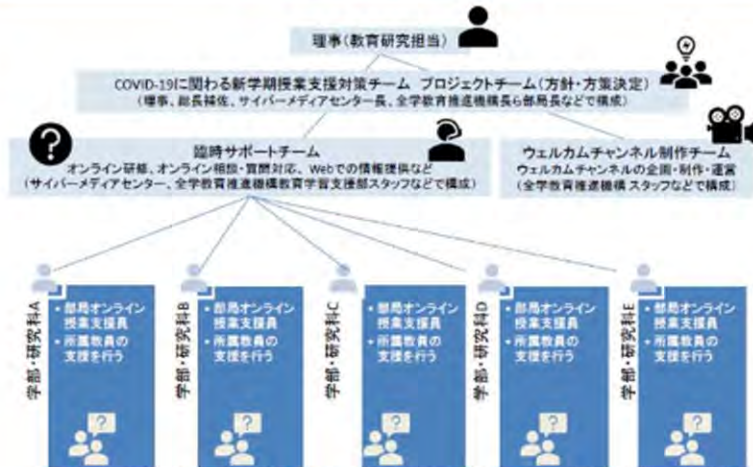 理事(教育研究担当)
COVID-19に関わる新学期授業支援対策チーム プロジェクトチーム(方針・方策決定)
(理事、総長補佐、サイバーメディアセンター長、全学教育推進機構長ら部局長などで構成)
?
臨時サポートチーム
オンライン研修、オンライン相談・質問対応、Webでの情報提供など
(サイバーメディアセンター、全学教育推進機構教育学習支援部スタッフなどで構成)
ウェルカムチャンネル制作チーム
ウェルカムチャンネルの企画・制作・運営
(全学教育推進機構 スタッフなどで構成)
学部・研究科A
• 部局オンライン
授業支援員
• 所属教員の
支援を行う
?
学部・研究科B
• 部局オンライン
授業支援員
• 所属教員の
支援を行う
?
学部・研究科C
• 部局オンライン
授業支援員
• 所属教員の
支援を行う
?
学部・研究科D
• 部局オンライン
授業支援員
• 所属教員の
支援を行う
?
学部・研究科E
• 部局オンライン
授業支援員
• 所属教員の
支援を行う
?